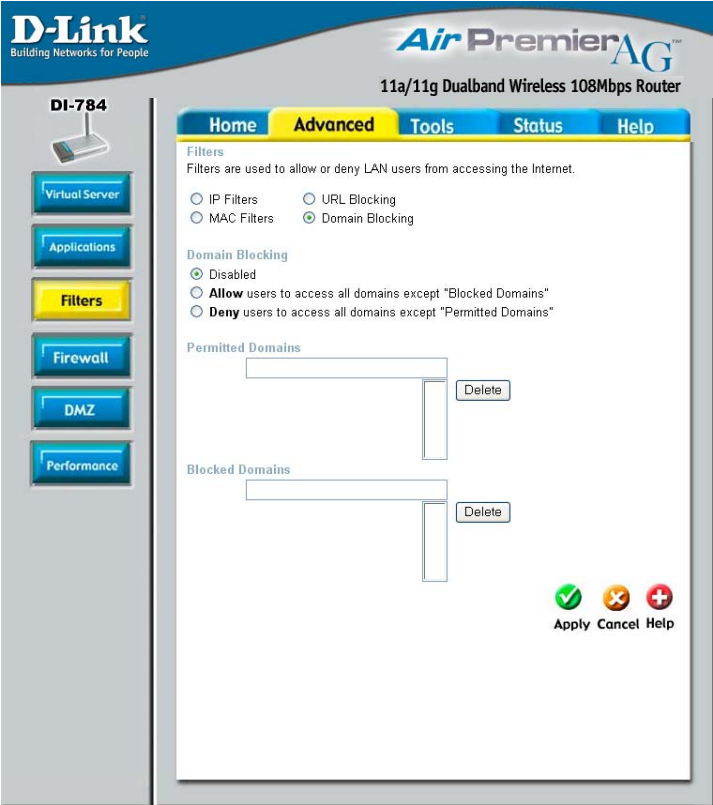 D-Link
Building Networks for People
Air PremierAG™
11a/11g Dualband Wireless 108Mbps Router
DI-784
Home Advanced Tools Status Help
Virtual Server
Applications
Filters
Firewall
DMZ
Performance
Filters
Filters are used to allow or deny LAN users from accessing the Internet.
IP Filters URL Blocking
MAC Filters Domain Blocking
Domain Blocking
Disabled
Allow users to access all domains except "Blocked Domains"
Deny users to access all domains except "Permitted Domains"
Permitted Domains
Delete
Blocked Domains
Delete
Apply Cancel Help